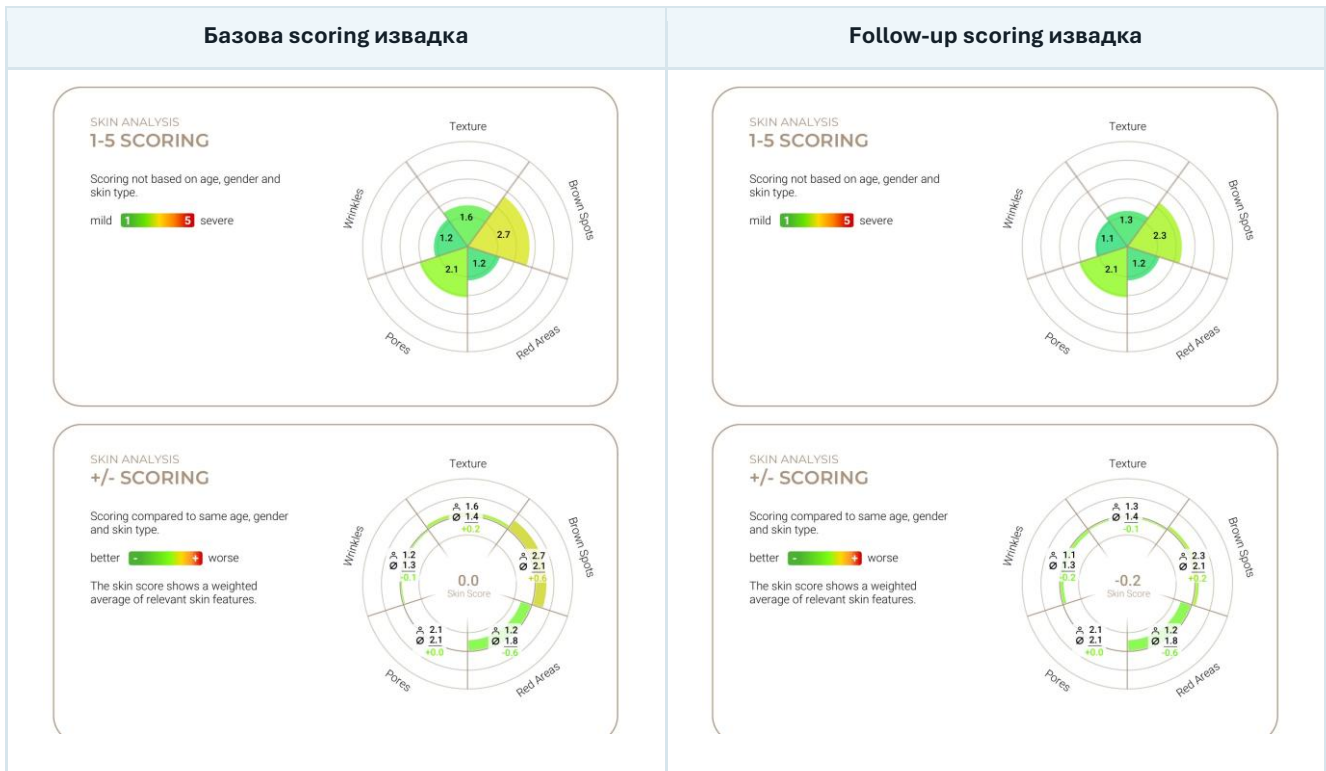 Базова scoring извадка
Follow-up scoring извадка
SKIN ANALYSIS
1-5 SCORING
Scoring not based on age, gender and
skin type.
mild 1 5 severe
Texture
Brown Spots
Red Areas
Pores
Wrinkles
1.6
2.7
1.2
2.1
1.2
SKIN ANALYSIS
1-5 SCORING
Scoring not based on age, gender and
skin type.
mild 1 5 severe
Texture
Brown Spots
Red Areas
Pores
Wrinkles
1.3
2.3
1.2
2.1
1.1
SKIN ANALYSIS
+/- SCORING
Scoring compared to same age, gender
and skin type.
better - + worse
The skin score shows a weighted
average of relevant skin features.
Texture
Brown Spots
Red Areas
Pores
Wrinkles
1.6
Ø 1.4
+0.2
2.7
Ø 2.1
+0.6
1.2
Ø 1.8
-0.6
2.1
Ø 2.1
+0.0
1.2
Ø 1.3
-0.1
0.0
Skin Score
SKIN ANALYSIS
+/- SCORING
Scoring compared to same age, gender
and skin type.
better - + worse
The skin score shows a weighted
average of relevant skin features.
Texture
Brown Spots
Red Areas
Pores
Wrinkles
1.3
Ø 1.4
-0.1
2.3
Ø 2.1
+0.2
1.2
Ø 1.8
-0.6
2.1
Ø 2.1
+0.0
1.1
Ø 1.3
-0.2
-0.2
Skin Score